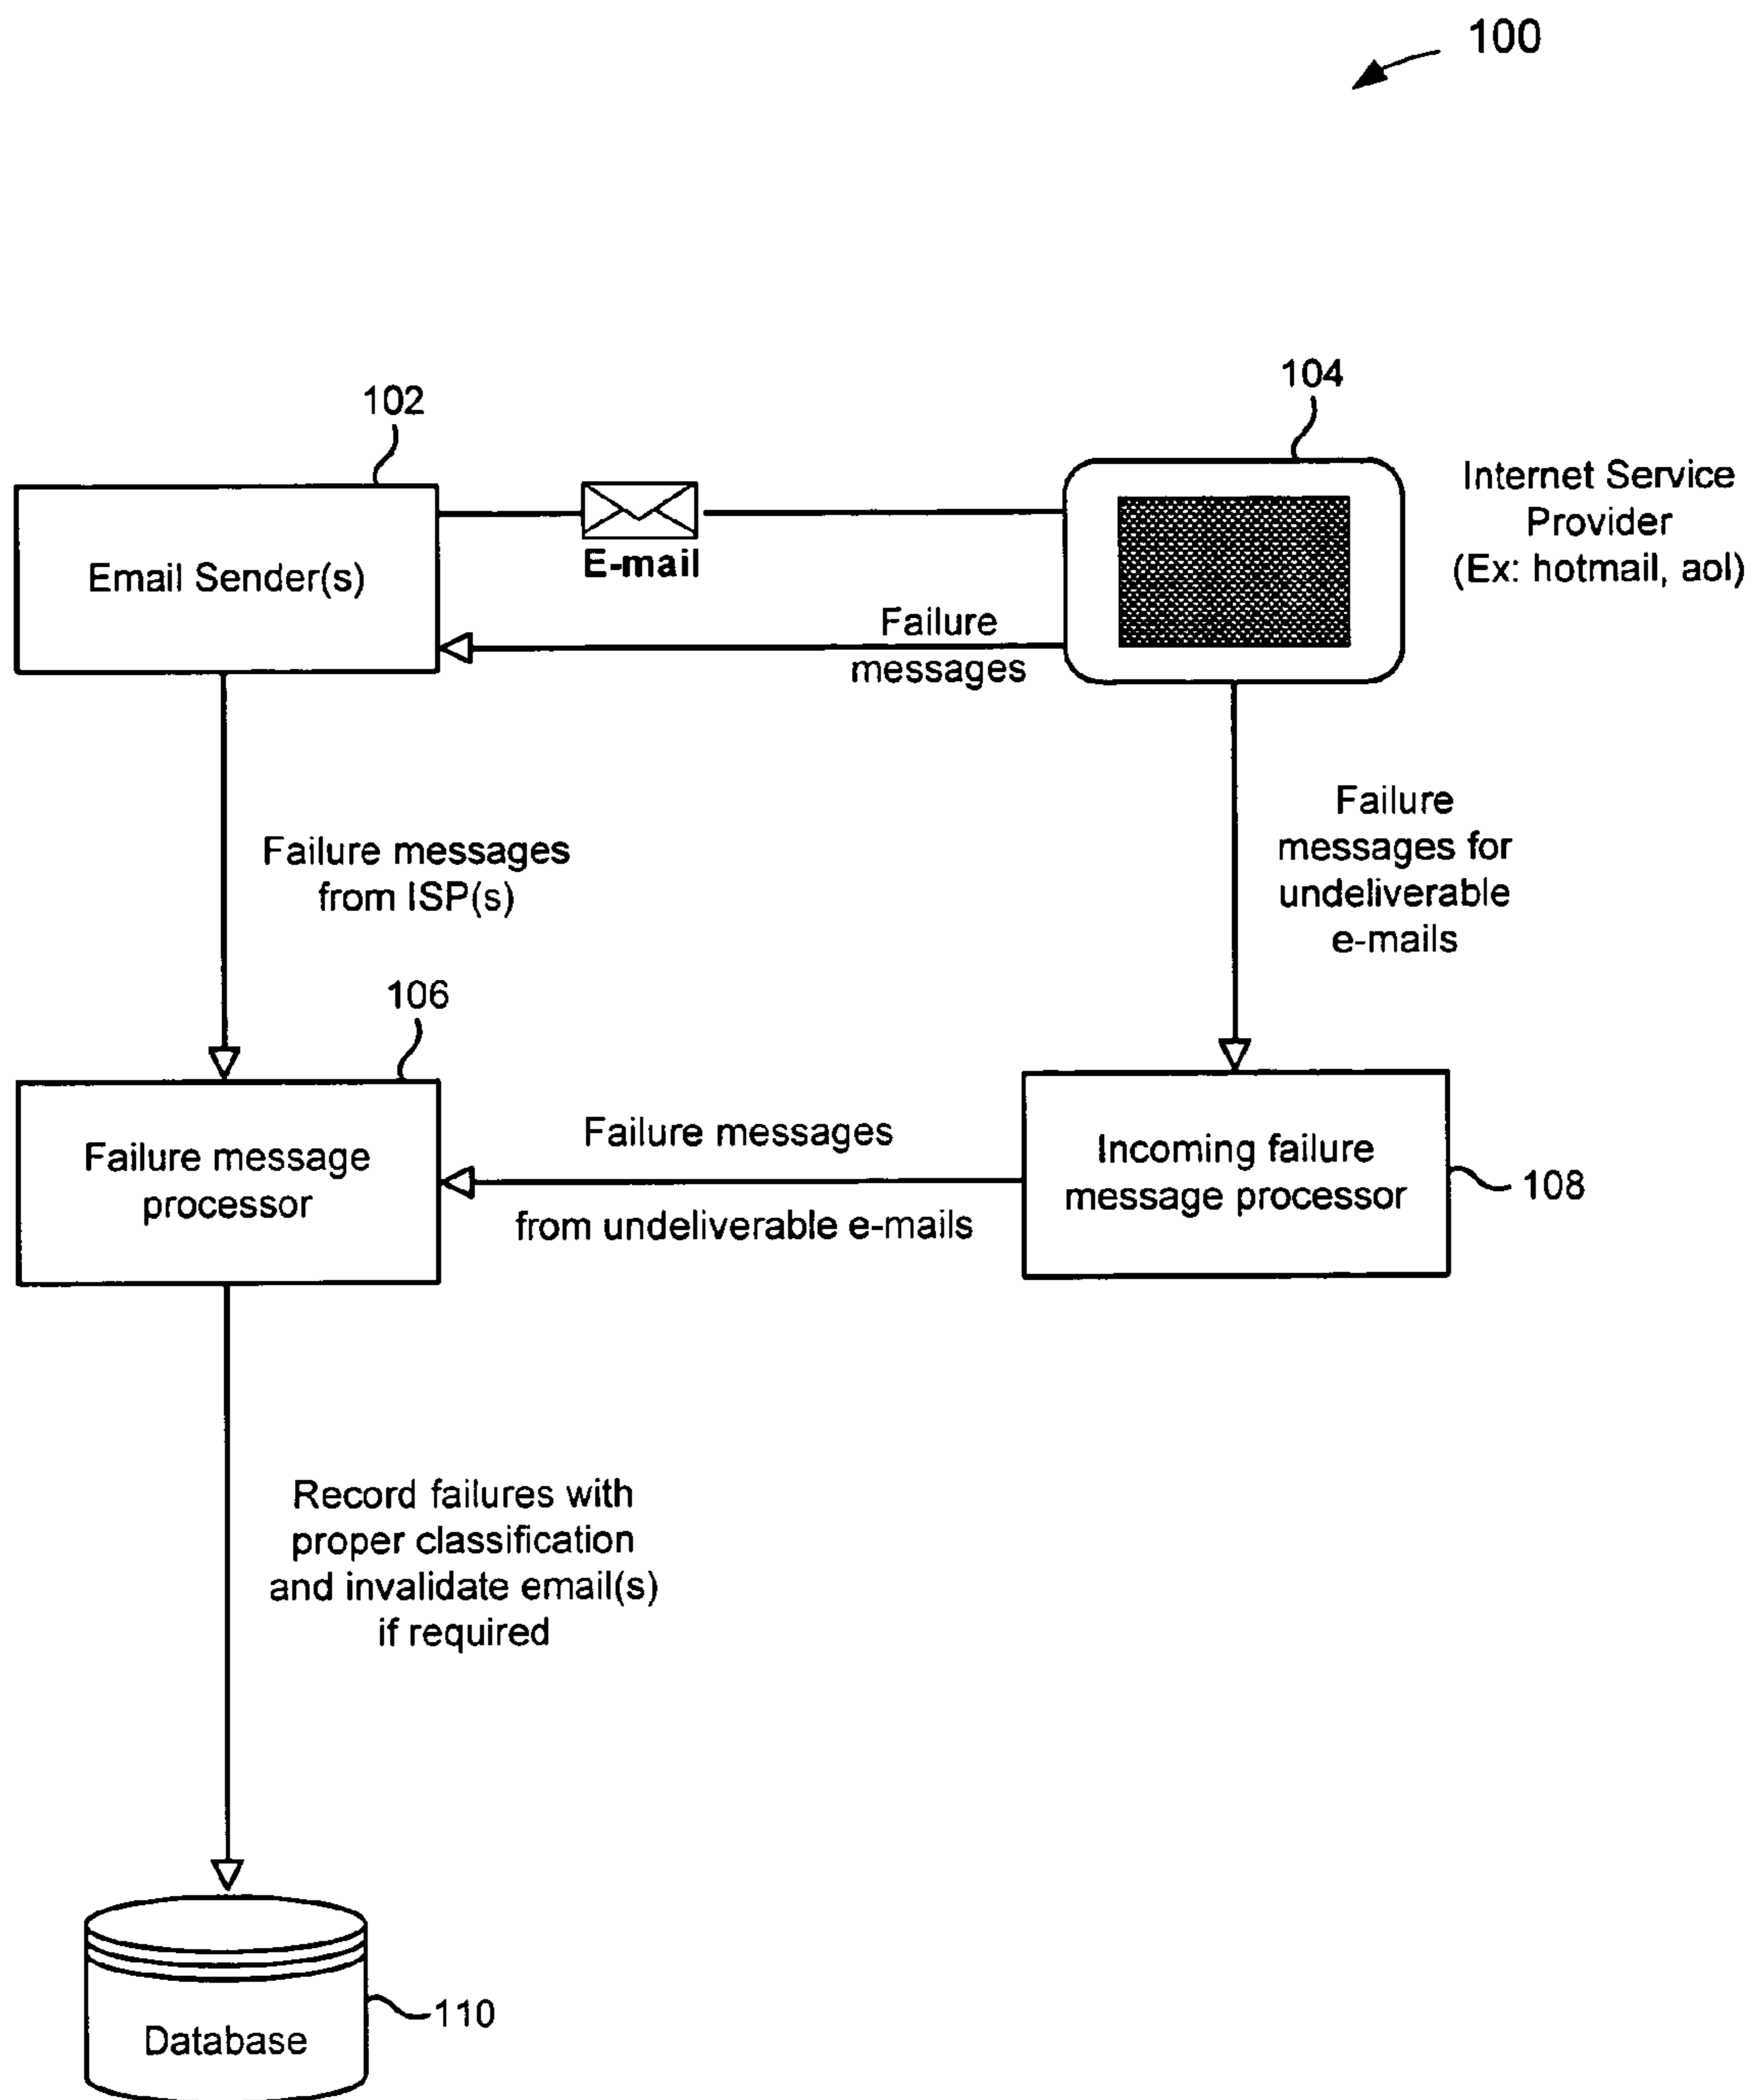 100
102
104
Internet Service
Provider
(Ex: hotmail, aol)
Email Sender(s)
E-mail
Failure
messages
Failure messages
from ISP(s)
Failure
messages for
undeliverable
e-mails
106
Failure message
processor
Failure messages
from undeliverable e-mails
Incoming failure
message processor
108
Record failures with
proper classification
and invalidate email(s)
if required
Database
110